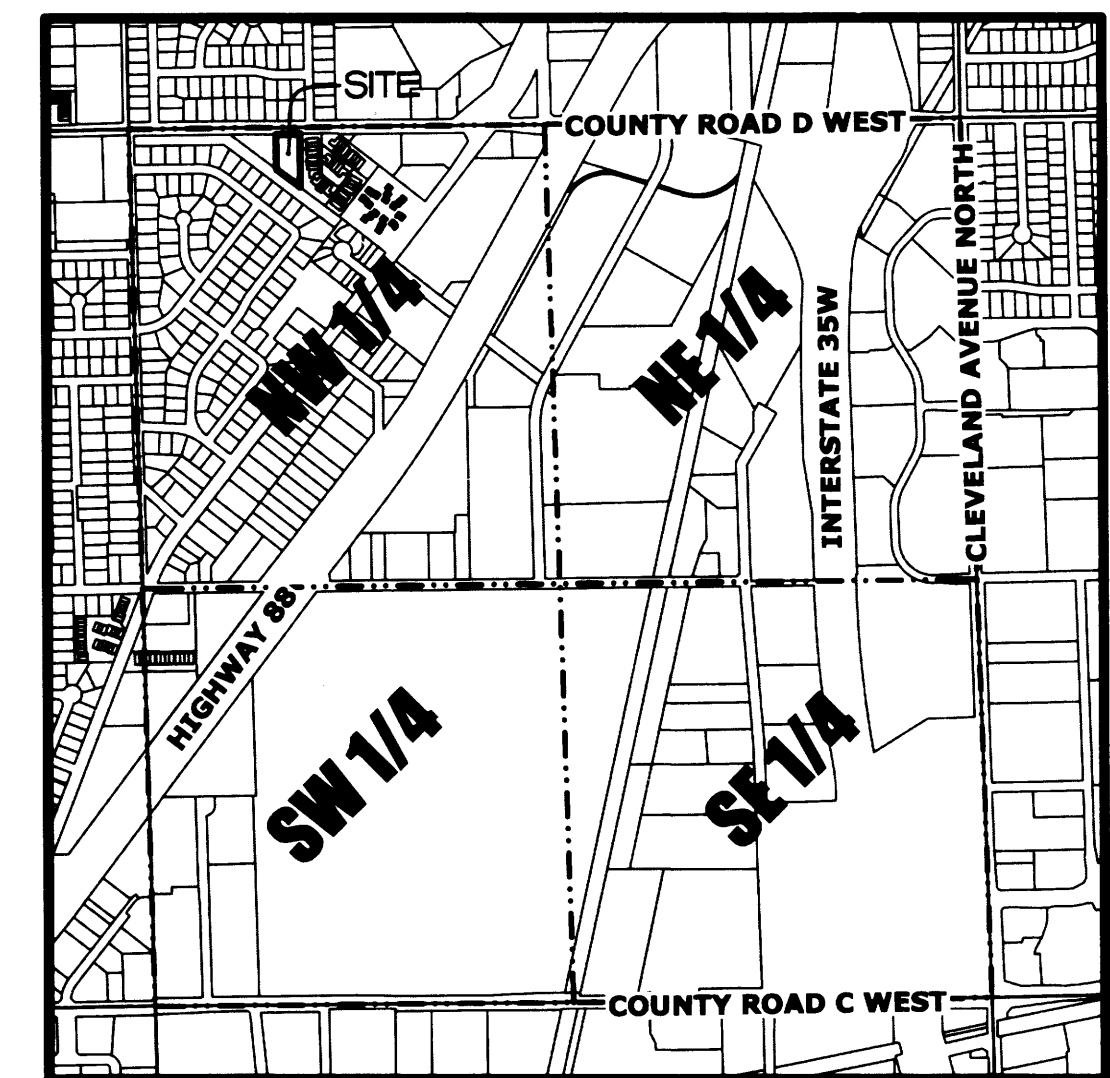 SITE
COUNTY ROAD D WEST
CLEVELAND AVENUE NORTH
NW 1/4
NE 1/4
INTERSTATE 35W
HIGHWAY 88
SW 1/4
SE 1/4
COUNTY ROAD C WEST